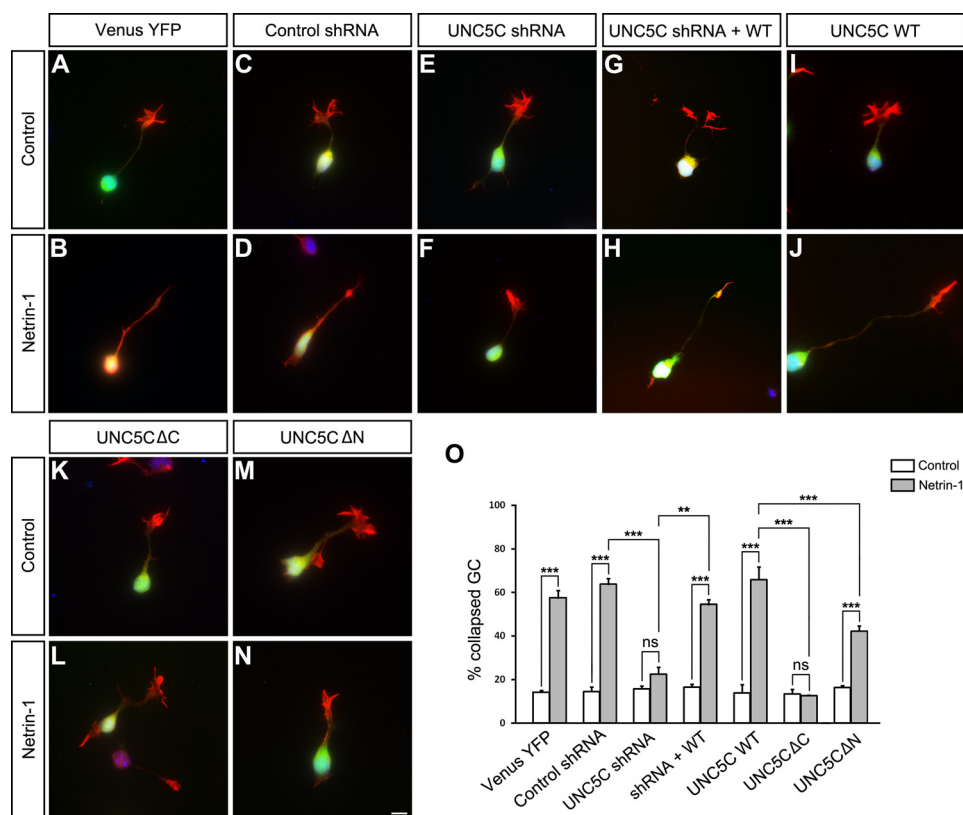 Venus YFP
Control shRNA
UNC5C shRNA
UNC5C shRNA + WT
UNC5C WT
Control
A
C
E
G
I
Netrin-1
B
D
F
H
J
UNC5CΔC
UNC5CΔN
Control
K
M
Netrin-1
L
N
O
Control
Netrin-1
% collapsed GC
100
80
60
40
20
0
***
***
***
**
ns
***
***
***
***
ns
***
Venus YFP
Control shRNA
UNC5C shRNA
shRNA + WT
UNC5C WT
UNC5CΔC
UNC5CΔN